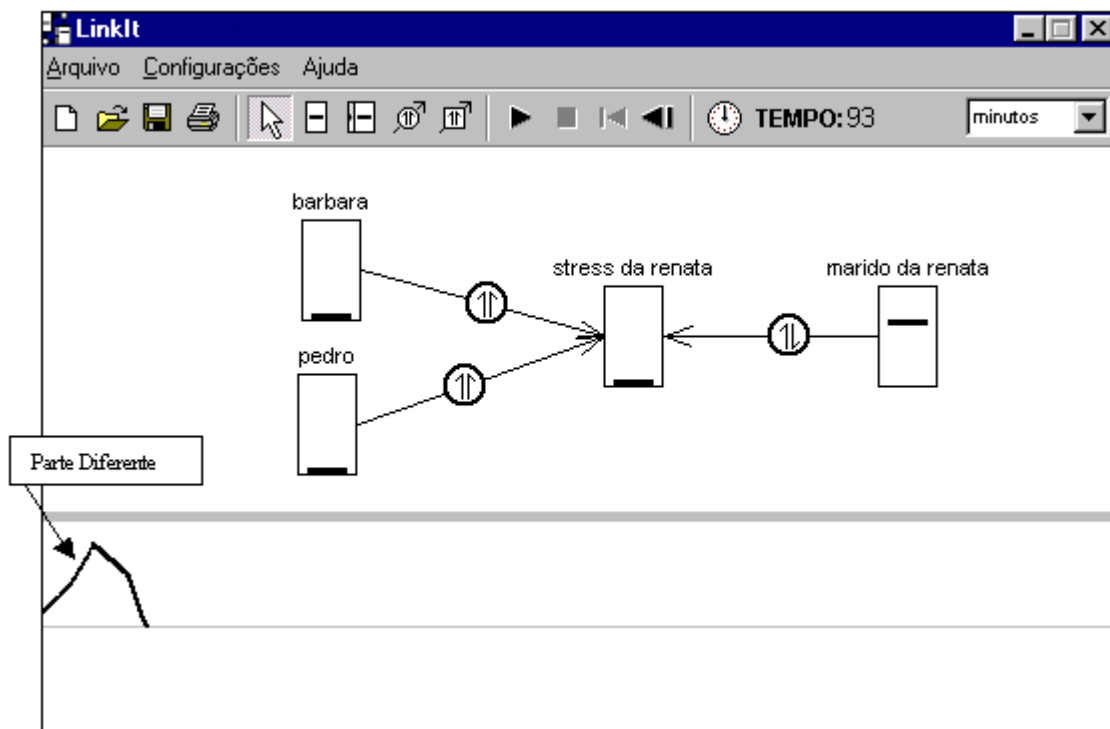 LinkIt
Arquivo Configurações Ajuda
TEMPO: 93 minutos
barbara
stress da renata marido da renata
pedro
Parte Diferente